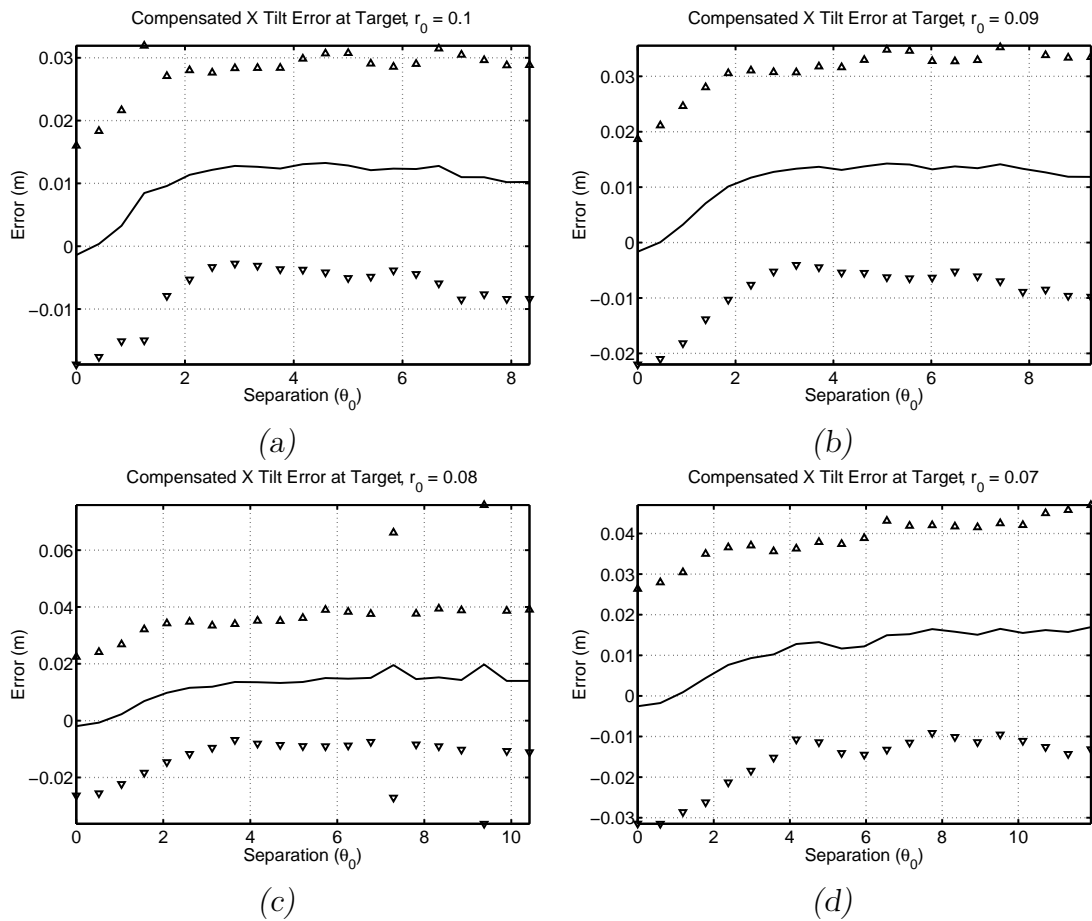 Compensated X Tilt Error at Target, r0 = 0.1
0.03
0.02
0.01
0
−0.01
Error (m)
0 2 4 6 8
Separation (θ0)
(a)
Compensated X Tilt Error at Target, r0 = 0.09
0.03
0.02
0.01
0
−0.01
−0.02
Error (m)
0 2 4 6 8
Separation (θ0)
(b)
Compensated X Tilt Error at Target, r0 = 0.08
0.06
0.04
0.02
0
−0.02
Error (m)
0 2 4 6 8 10
Separation (θ0)
(c)
Compensated X Tilt Error at Target, r0 = 0.07
0.04
0.03
0.02
0.01
0
−0.01
−0.02
−0.03
Error (m)
0 2 4 6 8 10
Separation (θ0)
(d)